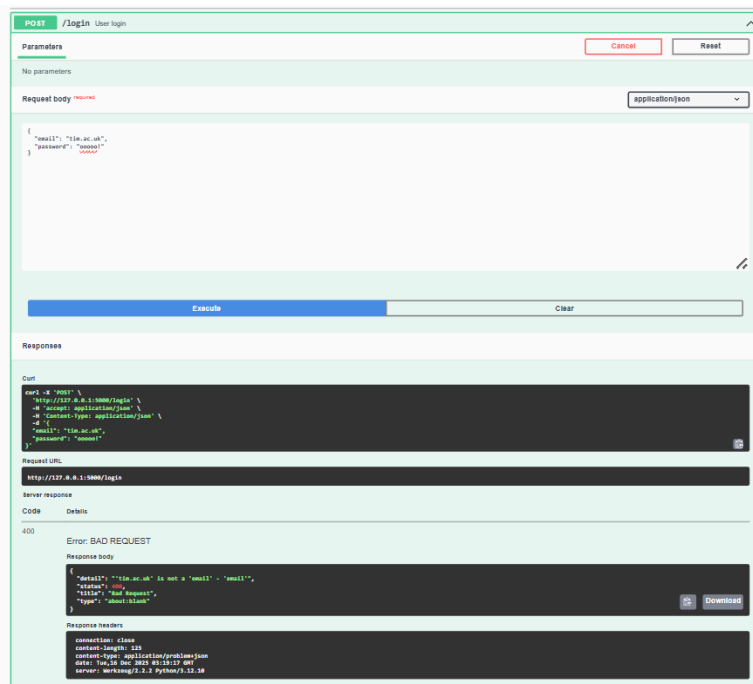 POST /login User login
Parameters
Cancel
Reset
No parameters
Request body required
application/json
{
"email": "tim.ac.uk",
"password": "ooooo!"
}
Execute
Clear
Responses
Curl
curl -X 'POST' \
'http://127.0.0.1:5000/login' \
-H 'accept: application/json' \
-H 'Content-Type: application/json' \
-d '{
"email": "tim.ac.uk",
"password": "ooooo!"
}'
Request URL
http://127.0.0.1:5000/login
Server response
Code Details
400
Error: BAD REQUEST
Response body
{
"detail": "'tim.ac.uk' is not a 'email' - 'email'",
"status": 400,
"title": "Bad Request",
"type": "about:blank"
}
Download
Response headers
connection: close
content-length: 125
content-type: application/problem+json
date: Tue,16 Dec 2025 03:19:17 GMT
server: Werkzeug/2.2.2 Python/3.12.10